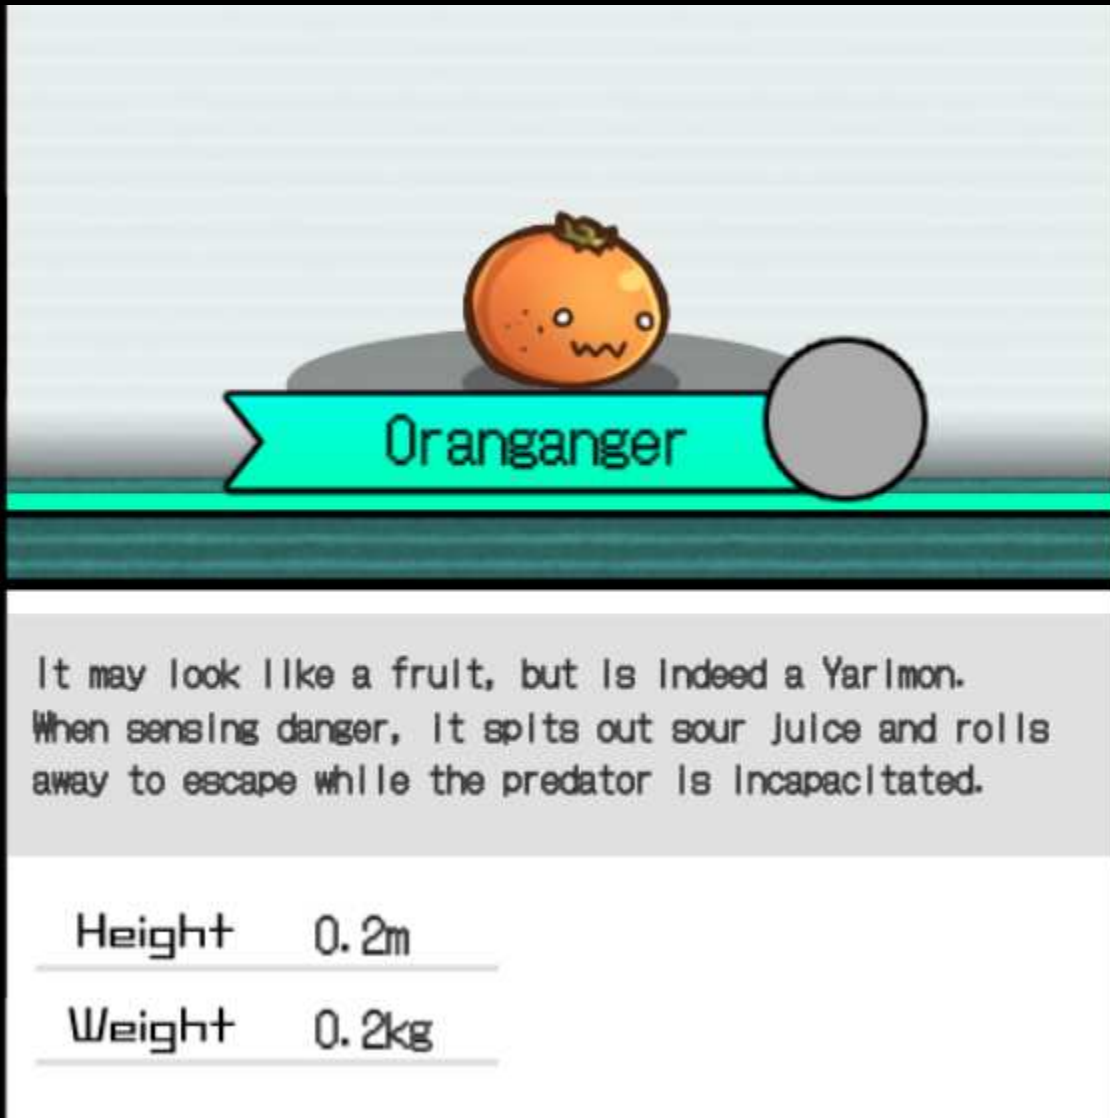 Oranganger
It may look like a fruit, but is indeed a Yarimon.
When sensing danger, it spits out sour juice and rolls
away to escape while the predator is incapacitated.
Height 0.2m
Weight 0.2kg